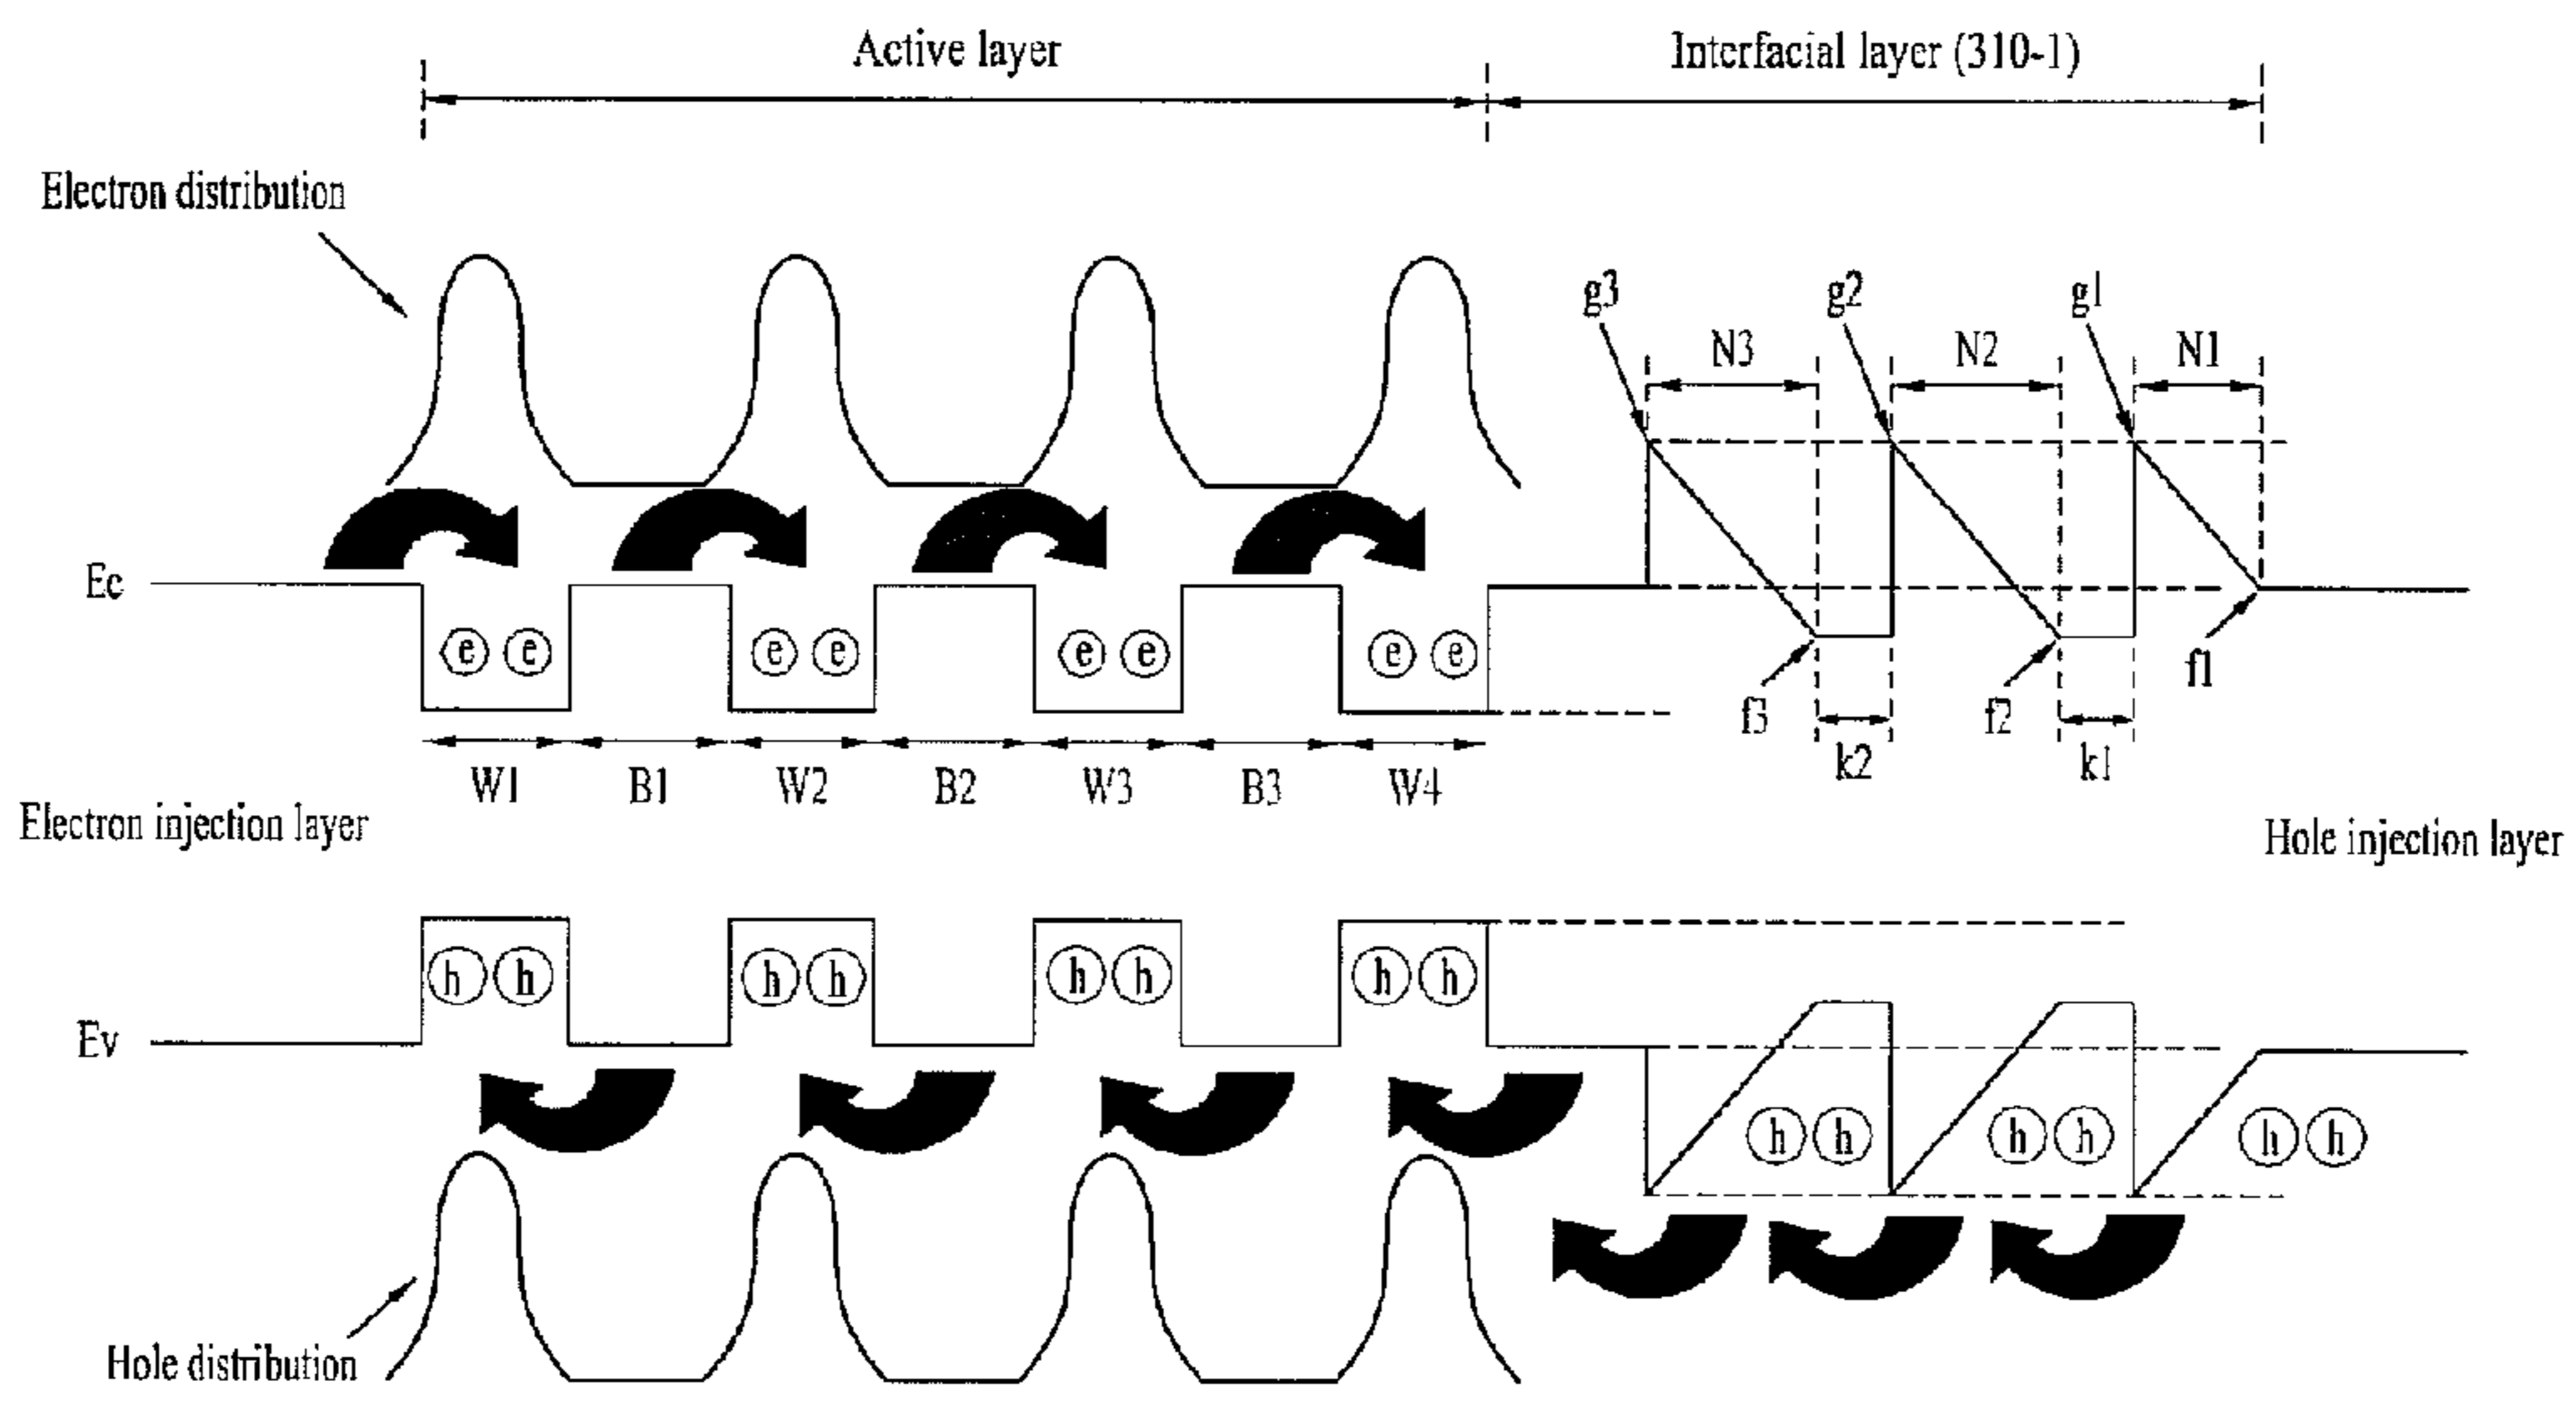 Active layer
Interfacial layer (310-1)
Electron distribution
g3
g2
g1
N3
N2
N1
Ec
e e
e e
e e
e e
f1
f3
f2
k2
k1
W1
B1
W2
B2
W3
B3
W4
Electron injection layer
Hole injection layer
h h
h h
h h
h h
Ev
h h
h h
h h
Hole distribution